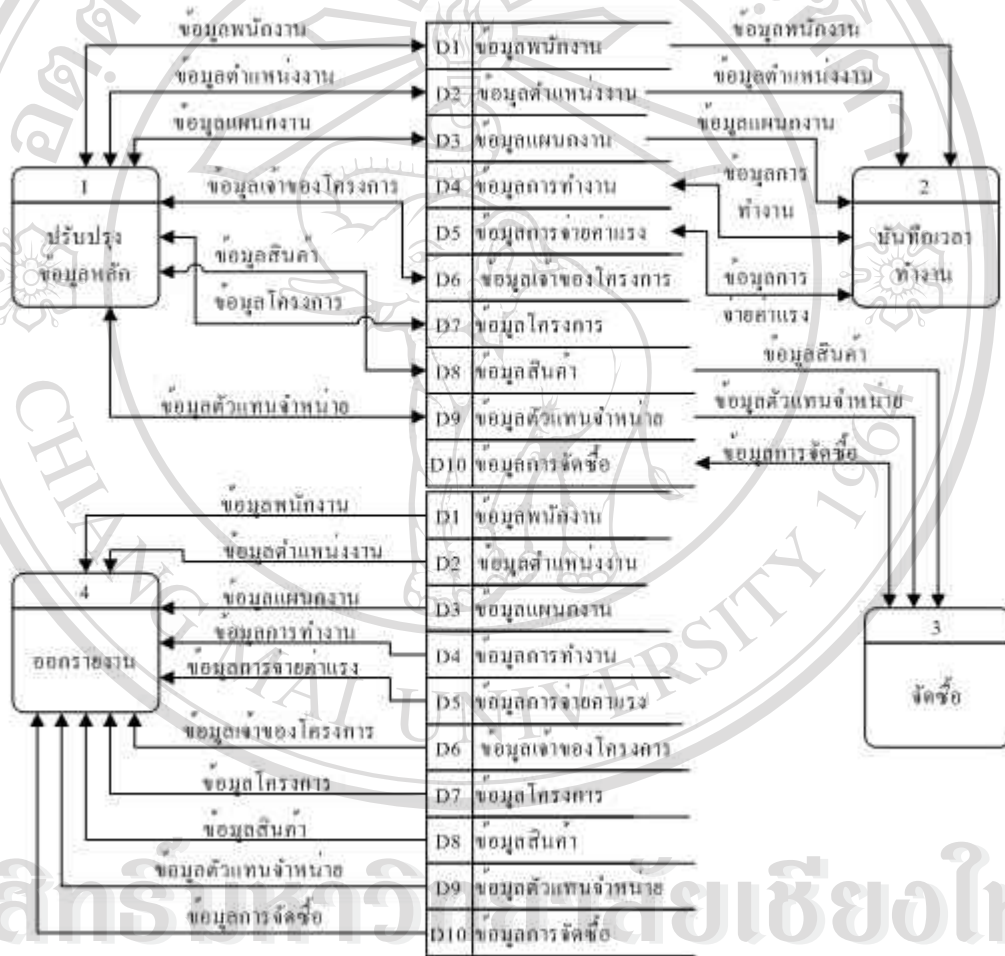 ข้อมูลพนักงาน
D1 ข้อมูลพนักงาน
ข้อมูลพนักงาน
ข้อมูลตำแหน่งงาน
D2 ข้อมูลตำแหน่งงาน
ข้อมูลตำแหน่งงาน
ข้อมูลแผนกงาน
D3 ข้อมูลแผนกงาน
ข้อมูลแผนกงาน
1
ปรับปรุง
ข้อมูลหลัก
ข้อมูลเจ้าของโครงการ
D4 ข้อมูลการทำงาน
ข้อมูลการ
ทำงาน
2
บันทึกเวลา
ทำงาน
D5 ข้อมูลการจ่ายค่าแรง
ข้อมูลสินค้า
D6 ข้อมูลเจ้าของโครงการ
ข้อมูลการ
จ่ายค่าแรง
ข้อมูลโครงการ
D7 ข้อมูลโครงการ
D8 ข้อมูลสินค้า
ข้อมูลสินค้า
ข้อมูลตัวแทนจำหน่าย
D9 ข้อมูลตัวแทนจำหน่าย
ข้อมูลตัวแทนจำหน่าย
D10 ข้อมูลการจัดซื้อ
ข้อมูลการจัดซื้อ
ข้อมูลพนักงาน
D1 ข้อมูลพนักงาน
ข้อมูลตำแหน่งงาน
D2 ข้อมูลตำแหน่งงาน
4
ออกรายงาน
ข้อมูลแผนกงาน
D3 ข้อมูลแผนกงาน
ข้อมูลการทำงาน
D4 ข้อมูลการทำงาน
3
จัดซื้อ
ข้อมูลการจ่ายค่าแรง
D5 ข้อมูลการจ่ายค่าแรง
ข้อมูลเจ้าของโครงการ
D6 ข้อมูลเจ้าของโครงการ
ข้อมูลโครงการ
D7 ข้อมูลโครงการ
ข้อมูลสินค้า
D8 ข้อมูลสินค้า
ข้อมูลตัวแทนจำหน่าย
D9 ข้อมูลตัวแทนจำหน่าย
ข้อมูลการจัดซื้อ
D10 ข้อมูลการจัดซื้อ
CHIANG MAI UNIVERSITY 1964